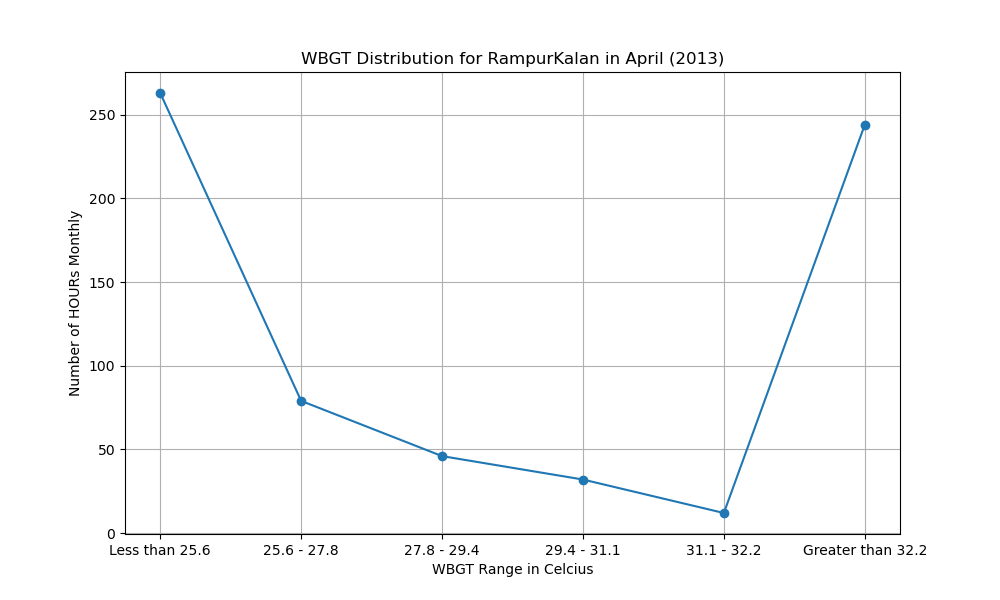 WBGT Distribution for RampurKalan in April (2013)
Number of HOURs Monthly
250
200
150
100
50
0
Less than 25.6 25.6 - 27.8 27.8 - 29.4 29.4 - 31.1 31.1 - 32.2 Greater than 32.2
WBGT Range in Celcius